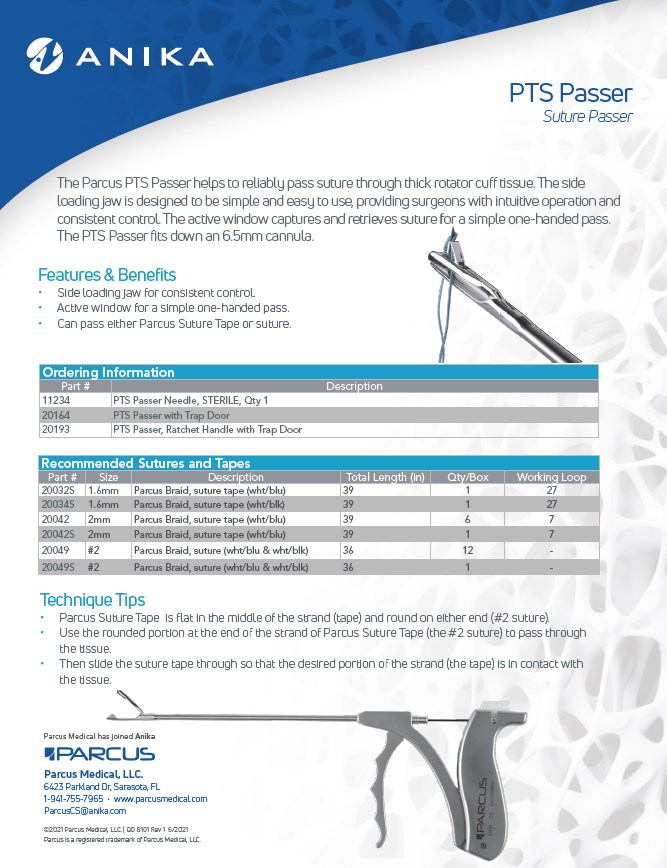 ANIKA
PTS Passer
Suture Passer
The Parcus PTS Passer helps to reliably pass suture through thick rotator cuff tissue. The side
loading jaw is designed to be simple and easy to use, providing surgeons with intuitive operation and
consistent control. The active window captures and retrieves suture for a simple one-handed pass.
The PTS Passer fits down an 6.5mm cannula.
Features & Benefits
• Side loading jaw for consistent control.
• Active window for a simple one-handed pass.
• Can pass either Parcus Suture Tape or suture.
Ordering Information
Part # Description
11234 PTS Passer Needle, STERILE, Qty 1
20164 PTS Passer with Trap Door
20193 PTS Passer, Ratchet Handle with Trap Door
Recommended Sutures and Tapes
Part # Size Description Total Length (in) Qty/Box Working Loop
20032S 1.6mm Parcus Braid, suture tape (wht/blu) 39 1 27
20034S 1.6mm Parcus Braid, suture tape (wht/blk) 39 1 27
20042 2mm Parcus Braid, suture tape (wht/blu) 39 6 7
20042S 2mm Parcus Braid, suture tape (wht/blu) 39 1 7
20049 #2 Parcus Braid, suture (wht/blu & wht/blk) 36 12 -
20049S #2 Parcus Braid, suture (wht/blu & wht/blk) 36 1 -
Technique Tips
• Parcus Suture Tape is flat in the middle of the strand (tape) and round on either end (#2 suture).
• Use the rounded portion at the end of the strand of Parcus Suture Tape (the #2 suture) to pass through
the tissue.
• Then slide the suture tape through so that the desired portion of the strand (the tape) is in contact with
the tissue.
Parcus Medical has joined Anika
PARCUS
Parcus Medical, LLC.
6423 Parkland Dr, Sarasota, FL
1-941-755-7965 · www.parcusmedical.com
ParcusCS@anika.com
©2021 Parcus Medical, LLC. | QD 8101 Rev 1 6/2021
Parcus is a registered trademark of Parcus Medical, LLC.
PARCUS